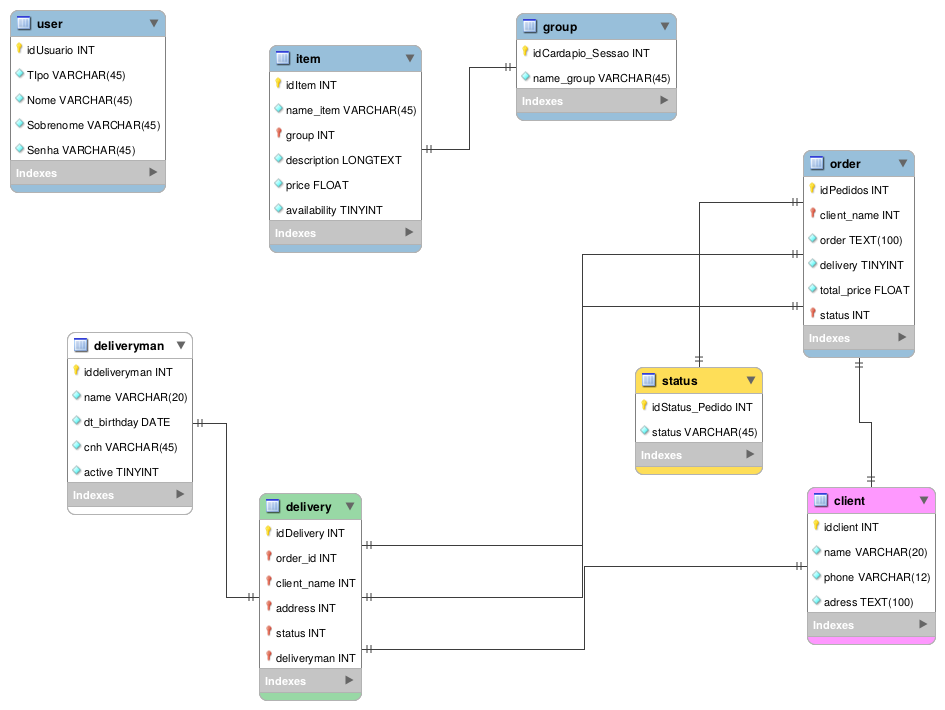 user
idUsuario INT
TIpo VARCHAR(45)
Nome VARCHAR(45)
Sobrenome VARCHAR(45)
Senha VARCHAR(45)
Indexes
item
idItem INT
name_item VARCHAR(45)
group INT
description LONGTEXT
price FLOAT
availability TINYINT
Indexes
group
idCardapio_Sessao INT
name_group VARCHAR(45)
Indexes
order
idPedidos INT
client_name INT
order TEXT(100)
delivery TINYINT
total_price FLOAT
status INT
Indexes
deliveryman
iddeliveryman INT
name VARCHAR(20)
dt_birthday DATE
cnh VARCHAR(45)
active TINYINT
Indexes
status
idStatus_Pedido INT
status VARCHAR(45)
Indexes
delivery
idDelivery INT
order_id INT
client_name INT
address INT
status INT
deliveryman INT
Indexes
client
idclient INT
name VARCHAR(20)
phone VARCHAR(12)
adress TEXT(100)
Indexes